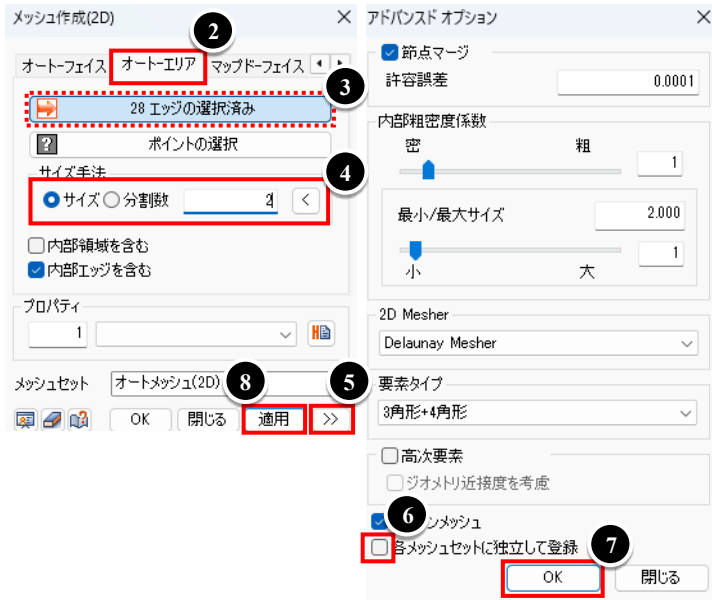 メッシュ作成(2D)
2
オートーフェイス オートーエリア マップドーフェイス
3
28 エッジの選択済み
? ポイントの選択
サイズ手法
4
サイズ 分割数 2 <
内部領域を含む
内部エッジを含む
プロパティ
1
メッシュセット オートメッシュ(2D)
8 5
OK 閉じる 適用 >>
アドバンスド オプション
節点マージ
許容誤差 0.0001
内部粗密度係数
密 粗
1
最小/最大サイズ 2.000
1
小 大
2D Mesher
Delaunay Mesher
要素タイプ
3角形+4角形
高次要素
ジオメトリ近接度を考慮
6
ンメッシュ
各メッシュセットに独立して登録 7
OK 閉じる